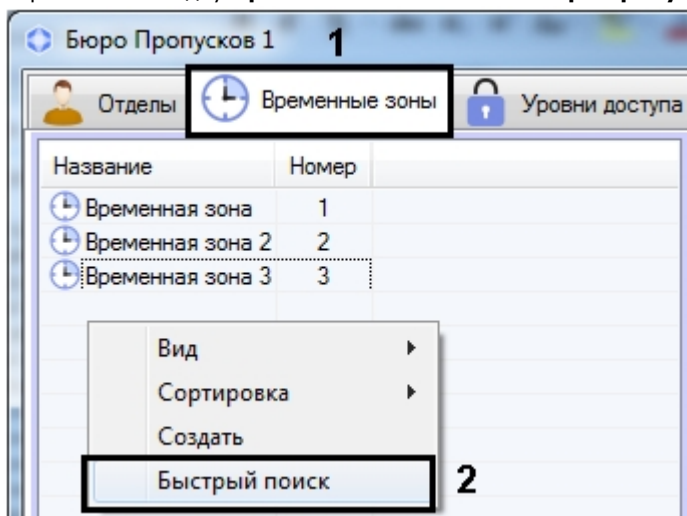 Бюро Пропусков 1
1
Отделы Временные зоны Уровни доступа
Название Номер
Временная зона 1
Временная зона 2 2
Временная зона 3 3
Вид
Сортировка
Создать
Быстрый поиск 2